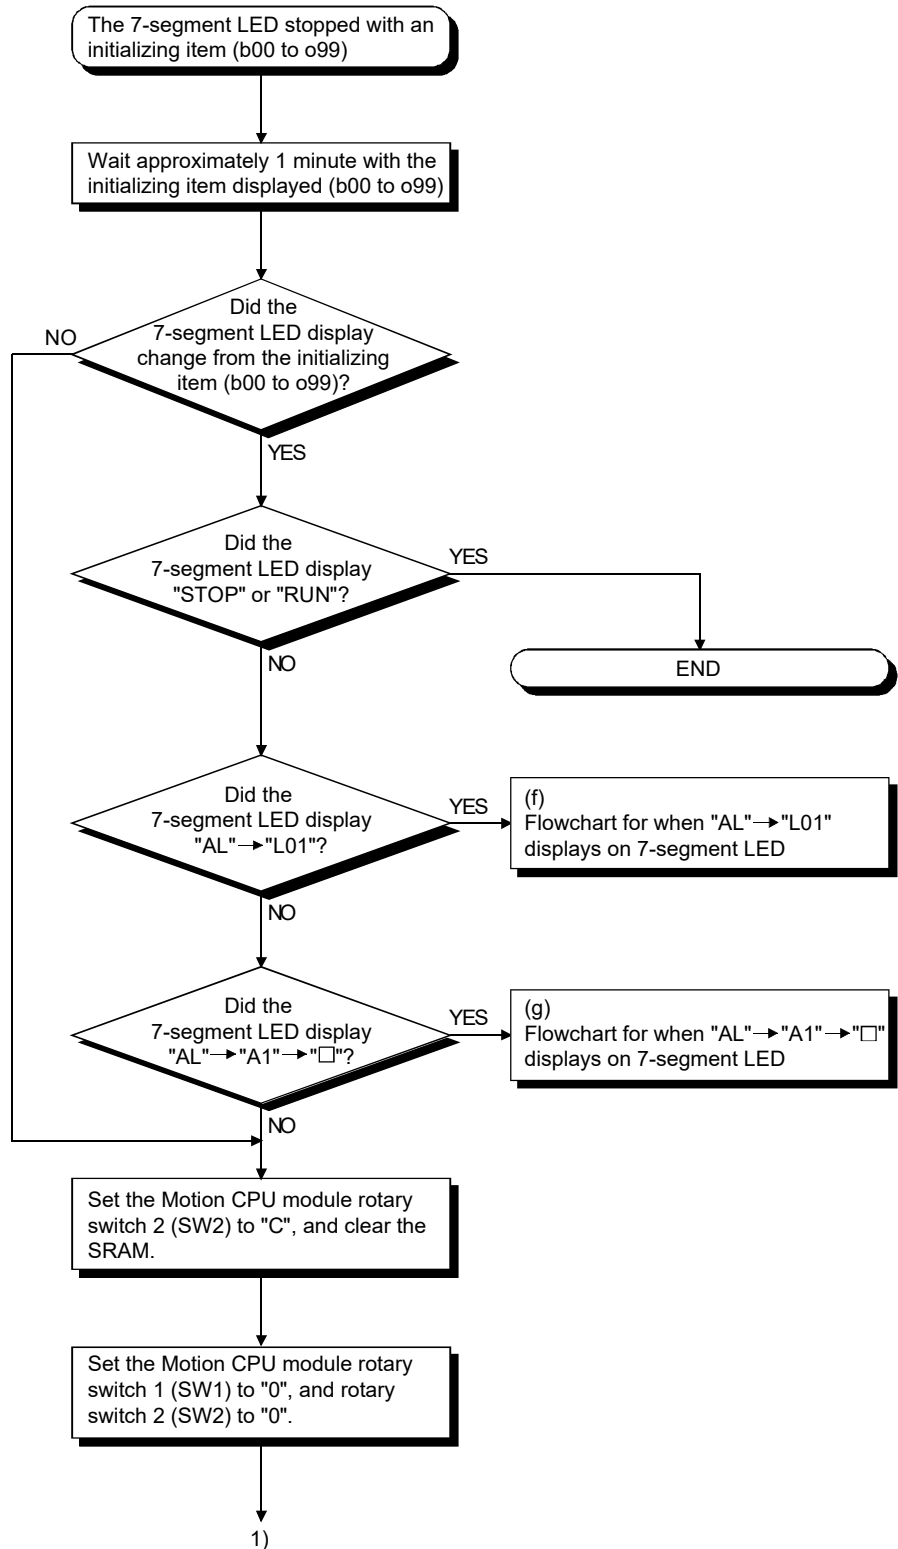 The 7-segment LED stopped with an
initializing item (b00 to o99)
Wait approximately 1 minute with the
initializing item displayed (b00 to o99)
Did the
7-segment LED display
change from the initializing
item (b00 to o99)?
NO
YES
Did the
7-segment LED display
"STOP" or "RUN"?
YES
NO
END
Did the
7-segment LED display
"AL"→"L01"?
YES
NO
(f)
Flowchart for when "AL"→"L01"
displays on 7-segment LED
Did the
7-segment LED display
"AL"→"A1"→"□"?
YES
NO
(g)
Flowchart for when "AL"→"A1"→"□"
displays on 7-segment LED
Set the Motion CPU module rotary
switch 2 (SW2) to "C", and clear the
SRAM.
Set the Motion CPU module rotary
switch 1 (SW1) to "0", and rotary
switch 2 (SW2) to "0".
1)